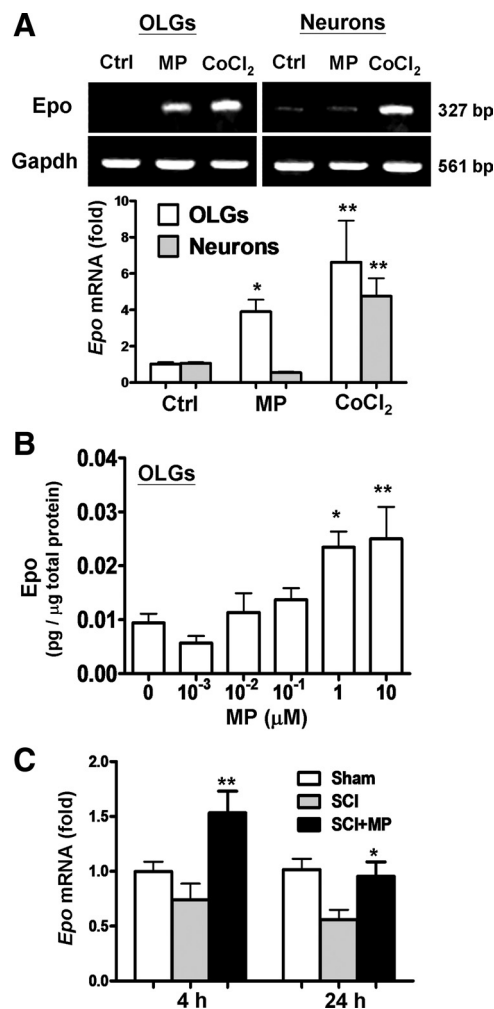 A
OLGs Neurons
Ctrl MP CoCl₂ Ctrl MP CoCl₂
Epo 327 bp
Gapdh 561 bp
Epo mRNA (fold)
10
8
6
4
2
0
OLGs
Neurons
*
**
**
Ctrl MP CoCl₂
B
Epo
(pg / μg total protein)
0.04
0.03
0.02
0.01
0.00
OLGs
*
**
0 10⁻³ 10⁻² 10⁻¹ 1 10
MP (μM)
C
Epo mRNA (fold)
2.0
1.5
1.0
0.5
0.0
**
*
Sham
SCI
SCI+MP
4 h 24 h